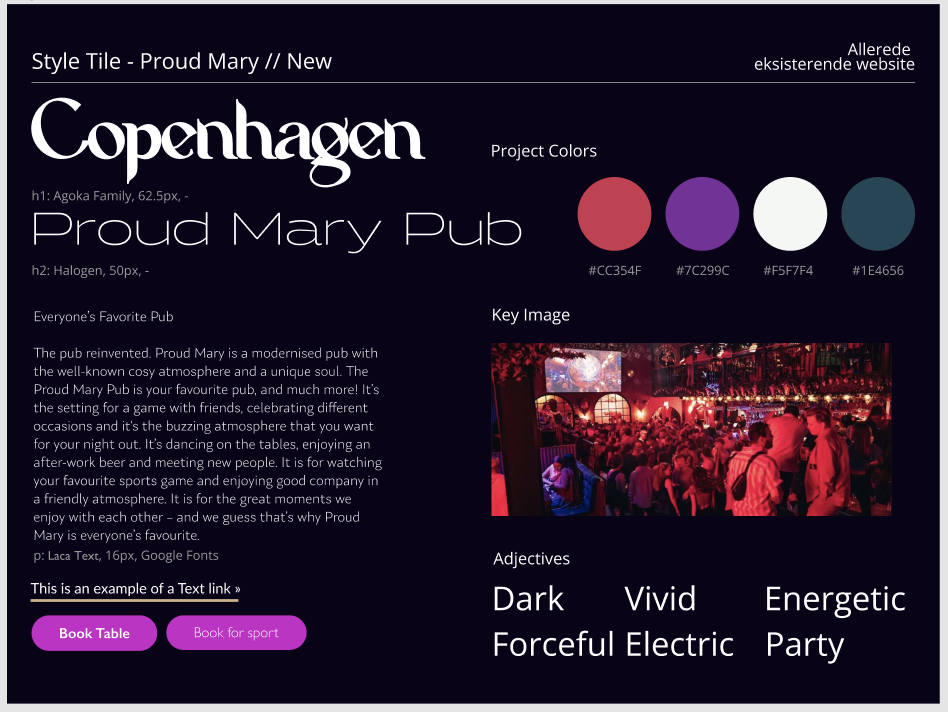 Style Tile - Proud Mary // New
Allerede
eksisterende website
Copenhagen
h1: Agoka Family, 62.5px, -
Proud Mary Pub
h2: Halogen, 50px, -
Project Colors
#CC354F
#7C299C
#F5F7F4
#1E4656
Everyone's Favorite Pub
The pub reinvented. Proud Mary is a modernised pub with
the well-known cosy atmosphere and a unique soul. The
Proud Mary Pub is your favourite pub, and much more! It's
the setting for a game with friends, celebrating different
occasions and it's the buzzing atmosphere that you want
for your night out. It's dancing on the tables, enjoying an
after-work beer and meeting new people. It is for watching
your favourite sports game and enjoying good company in
a friendly atmosphere. It is for the great moments we
enjoy with each other – and we guess that's why Proud
Mary is everyone's favourite.
p: Laca Text, 16px, Google Fonts
This is an example of a Text link »
Book Table
Book for sport
Key Image
Adjectives
Dark
Vivid
Energetic
Forceful
Electric
Party